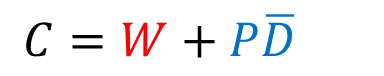 C = W + PD̅